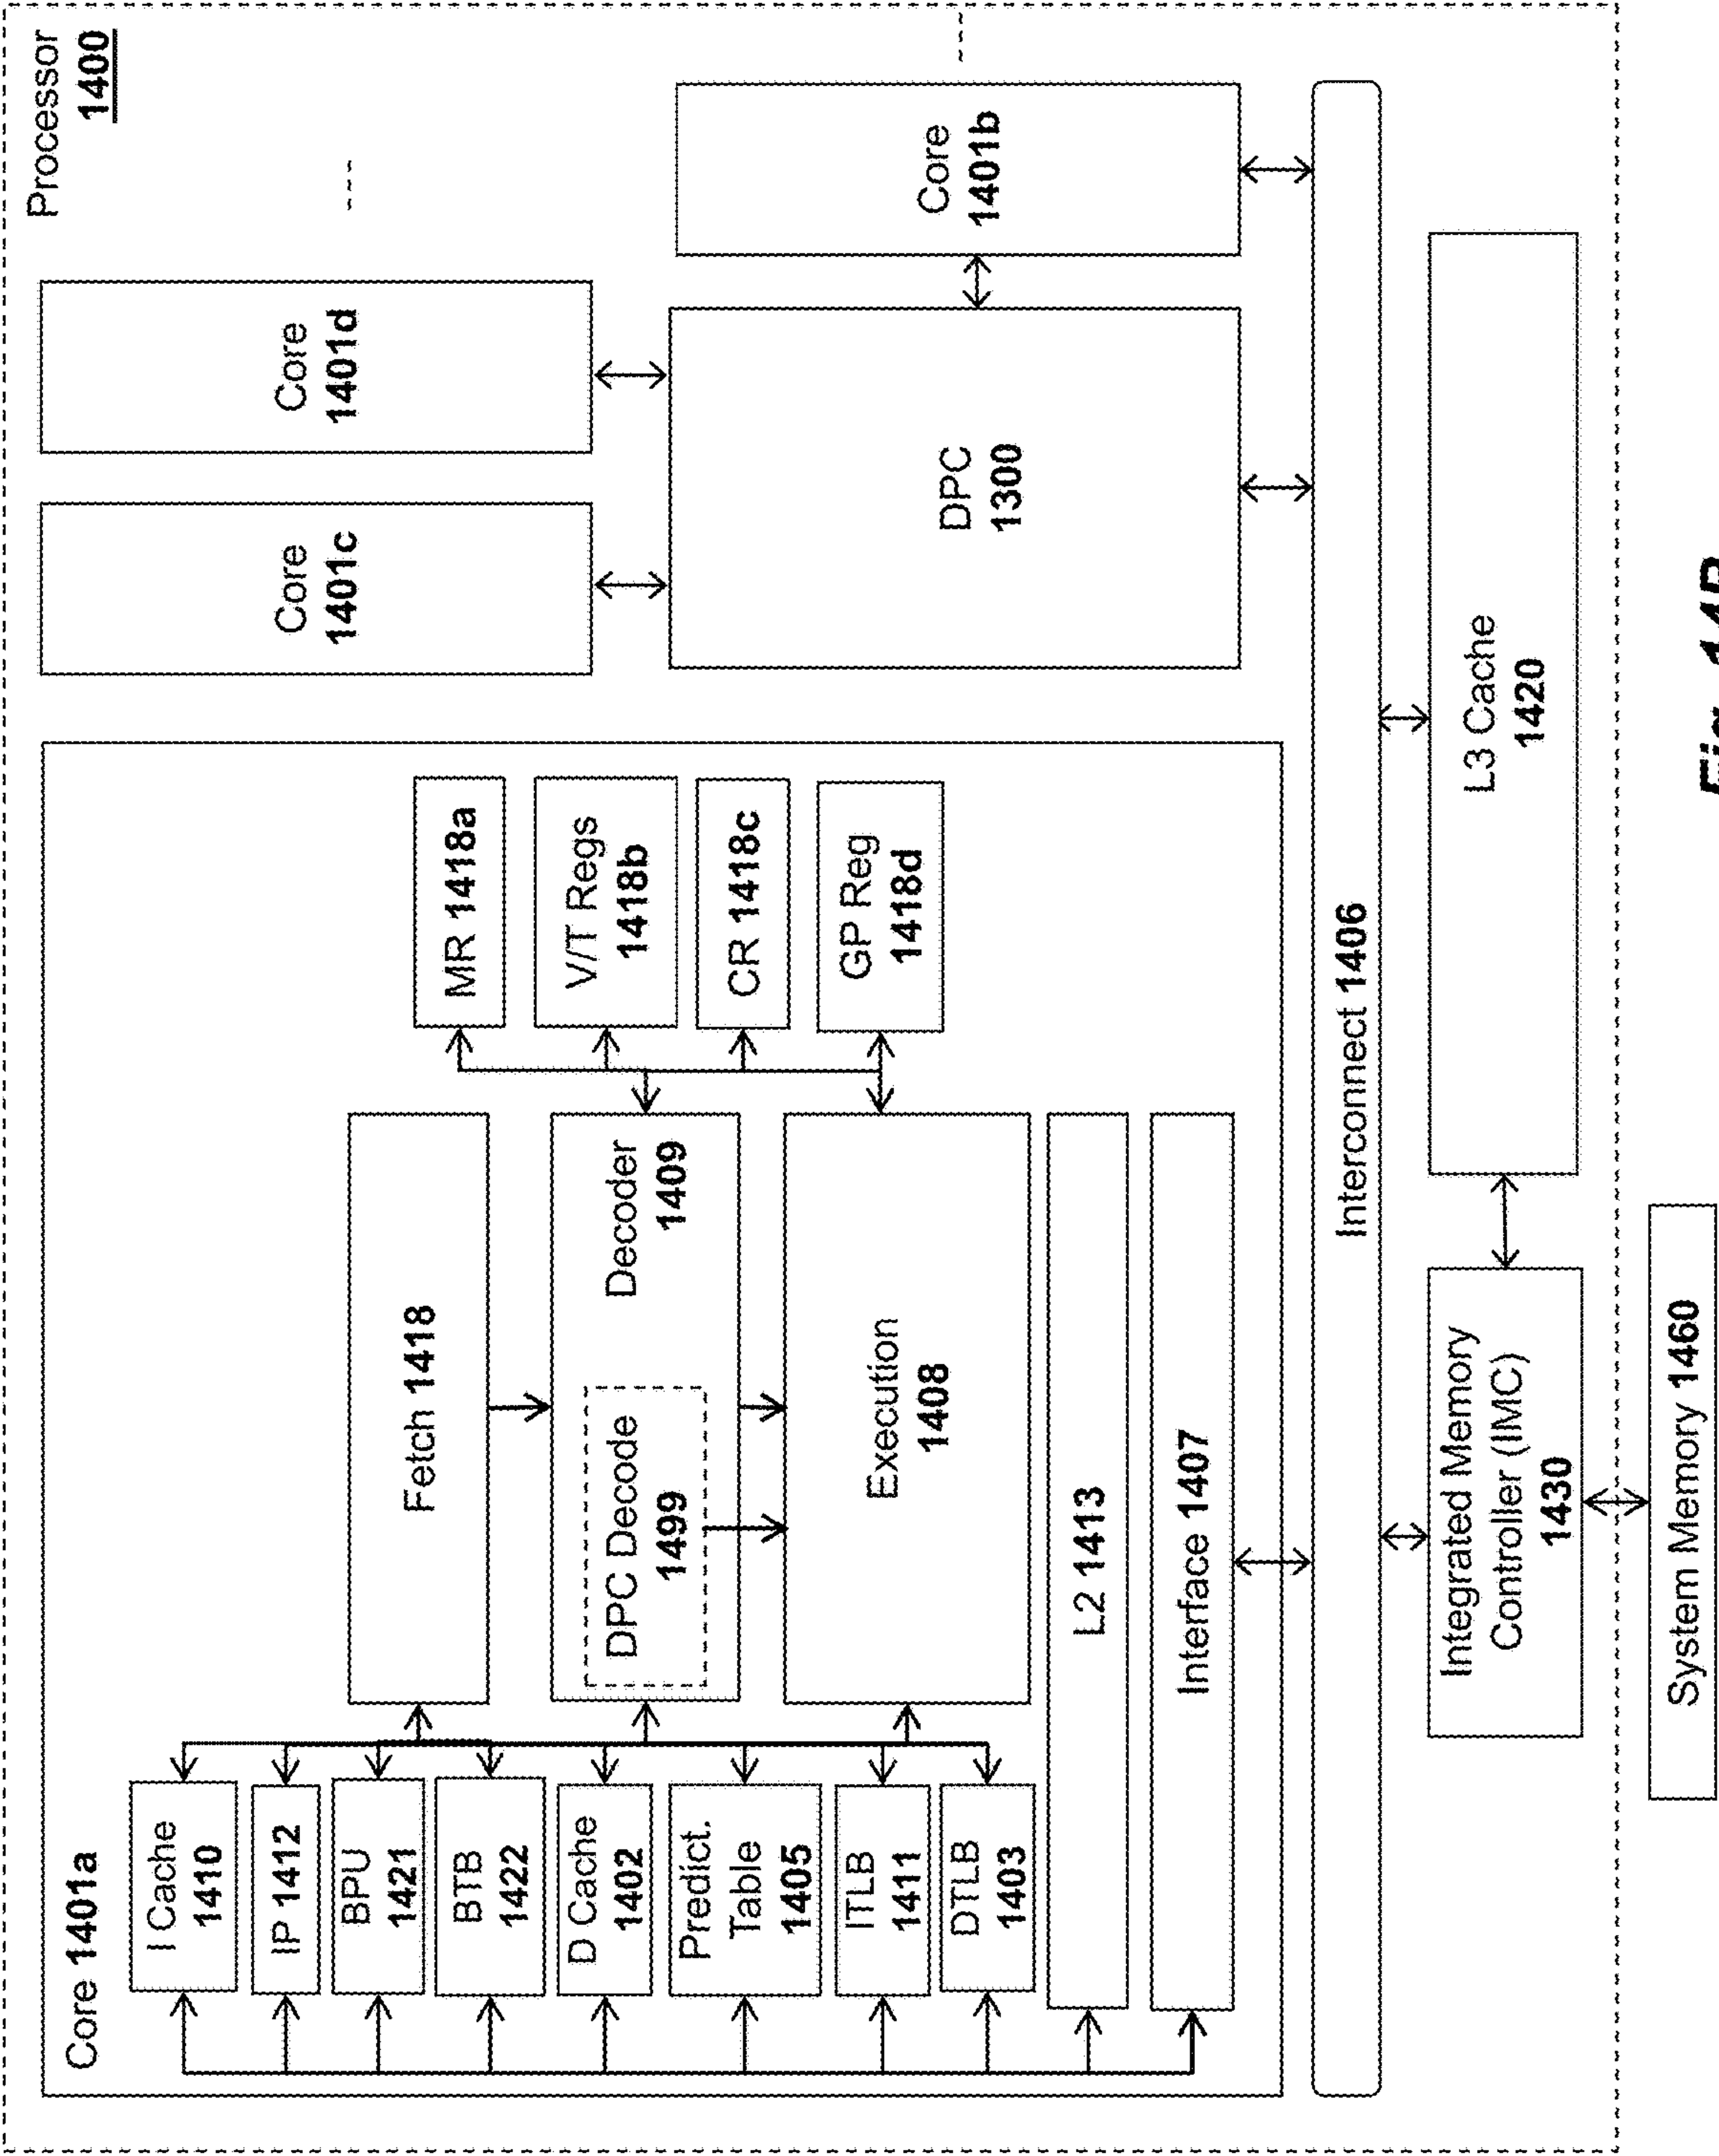 Processor
1400
Core 1401a
I Cache
1410
IP 1412
BPU
1421
BTB
1422
D Cache
1402
Predict.
Table
1405
ITLB
1411
DTLB
1403
Fetch 1418
Decoder
1409
DPC Decode
1499
Execution
1408
MR 1418a
V/T Regs
1418b
CR 1418c
GP Reg
1418d
L2 1413
Interface 1407
Core
1401c
Core
1401d
DPC
1300
Core
1401b
Interconnect 1406
Integrated Memory
Controller (IMC)
1430
L3 Cache
1420
System Memory 1460
Fig. 14B